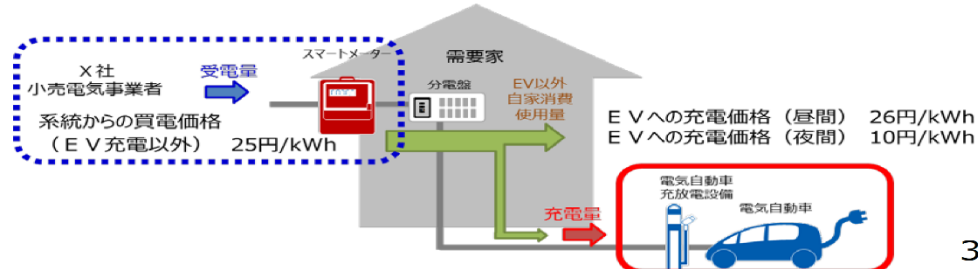 スマートメーター
需要家
X社
小売電気事業者
受電量
分電盤
EV以外
自家消費
使用量
系統からの買電価格
（EV充電以外） 25円/kWh
EVへの充電価格（昼間） 26円/kWh
EVへの充電価格（夜間） 10円/kWh
電気自動車
充放電設備
電気自動車
充電量
3